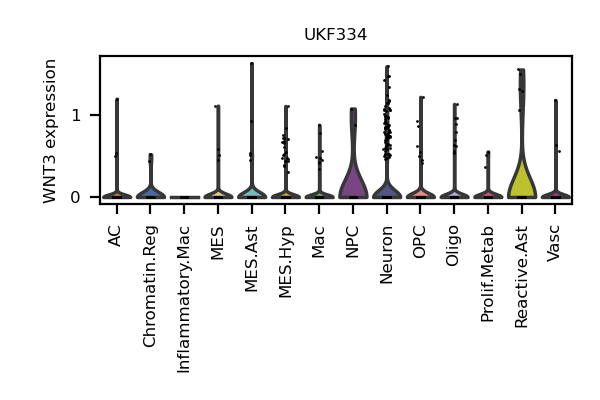 UKF334
WNT3 expression
1
0
AC
Chromatin.Reg
Inflammatory.Mac
MES
MES.Ast
MES.Hyp
Mac
NPC
Neuron
OPC
Oligo
Prolif.Metab
Reactive.Ast
Vasc